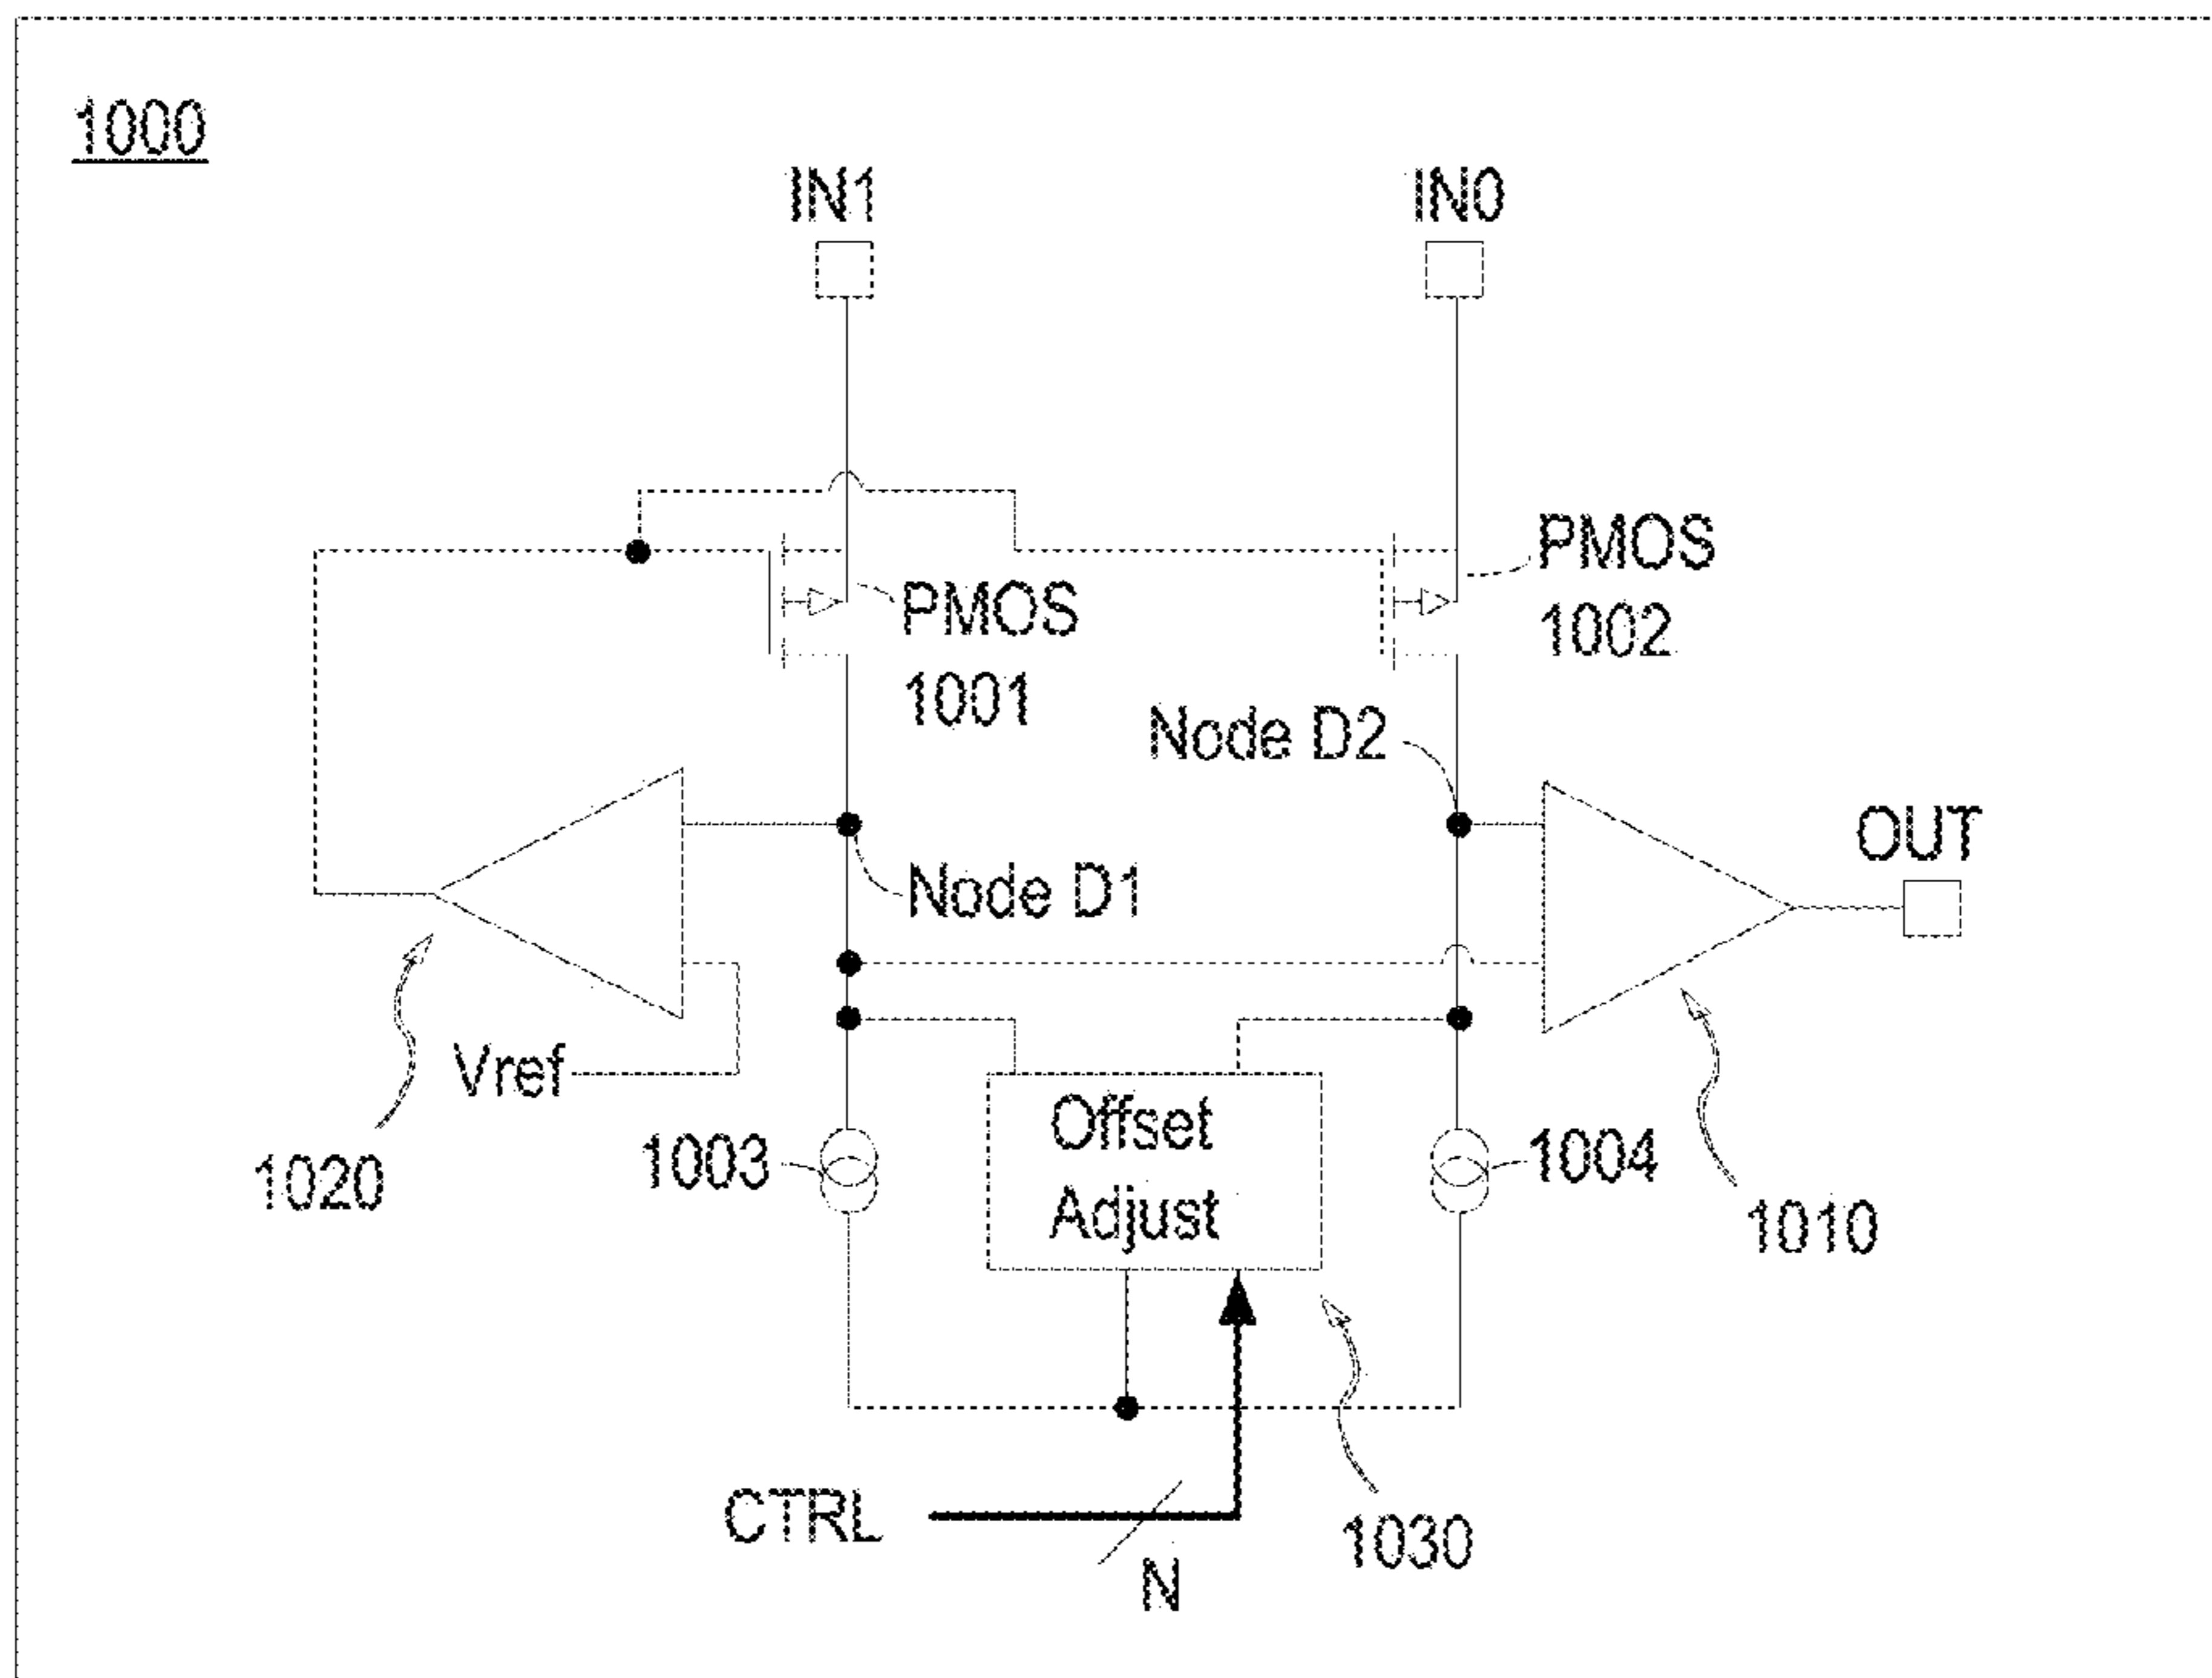 1000
IN1
IN0
PMOS
1001
PMOS
1002
Node D2
Node D1
OUT
Vref
1020
1003
Offset
Adjust
1004
1010
CTRL
N
1030